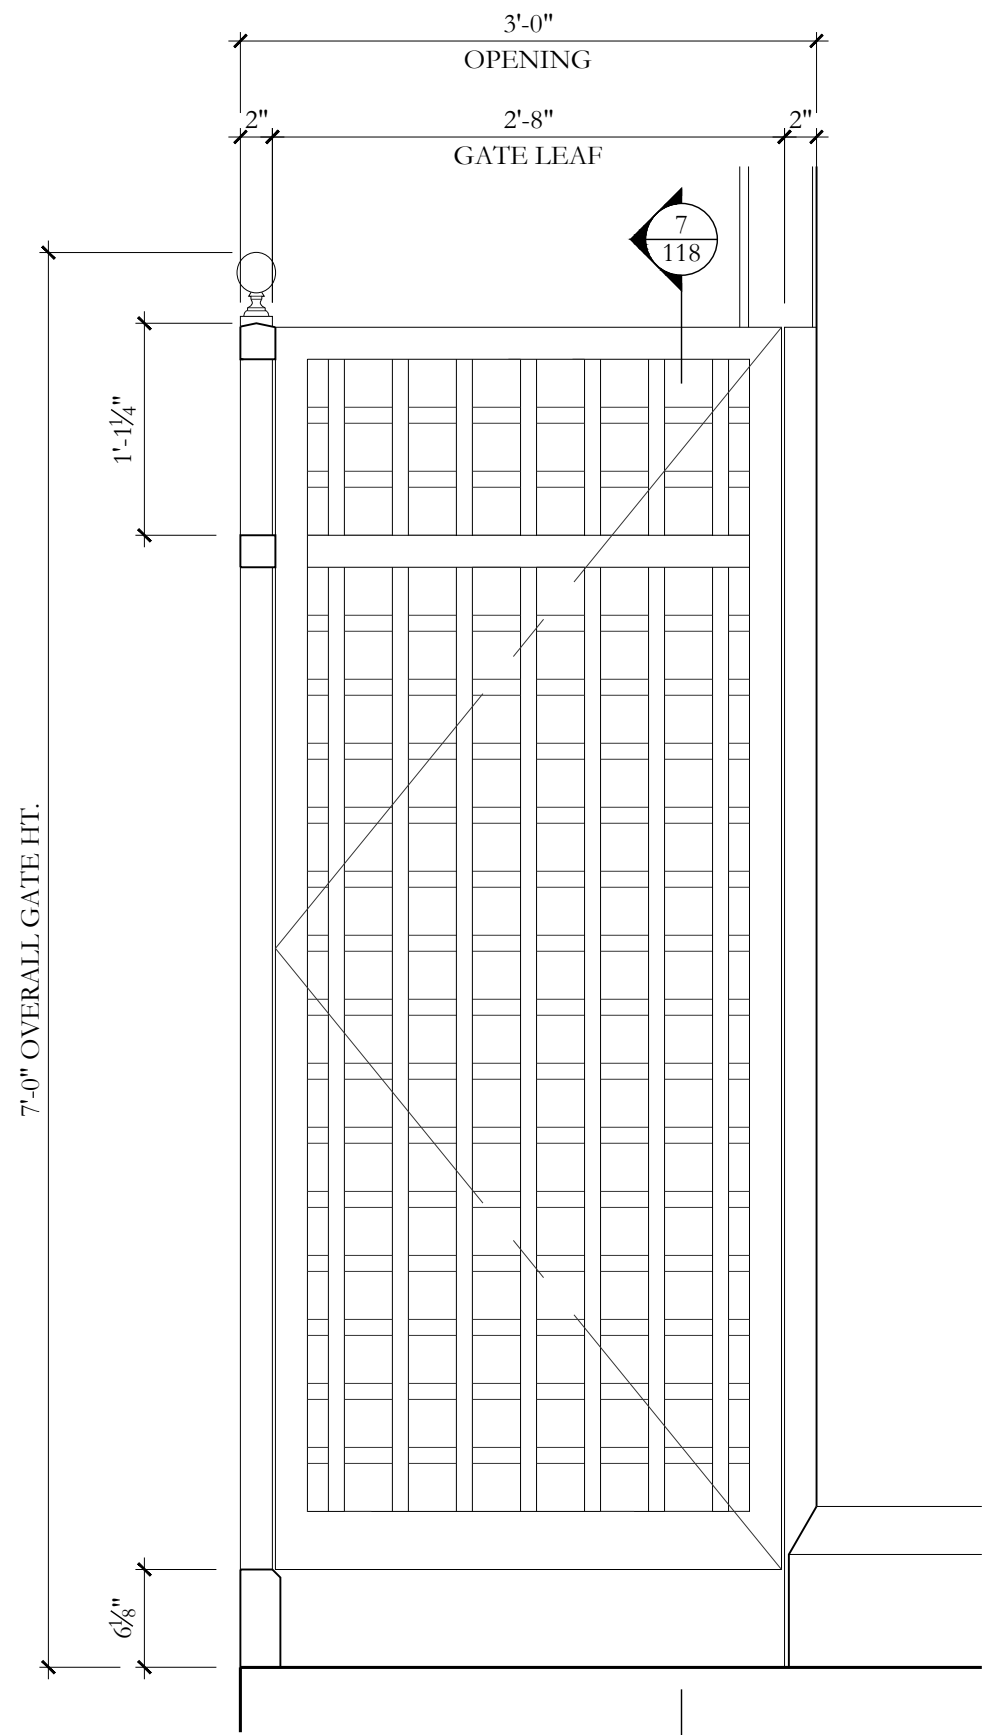 3'-0"
OPENING
2" 2'-8" 2"
GATE LEAF
7
118
1'-1¼"
7'-0" OVERALL GATE HT.
6⅛"